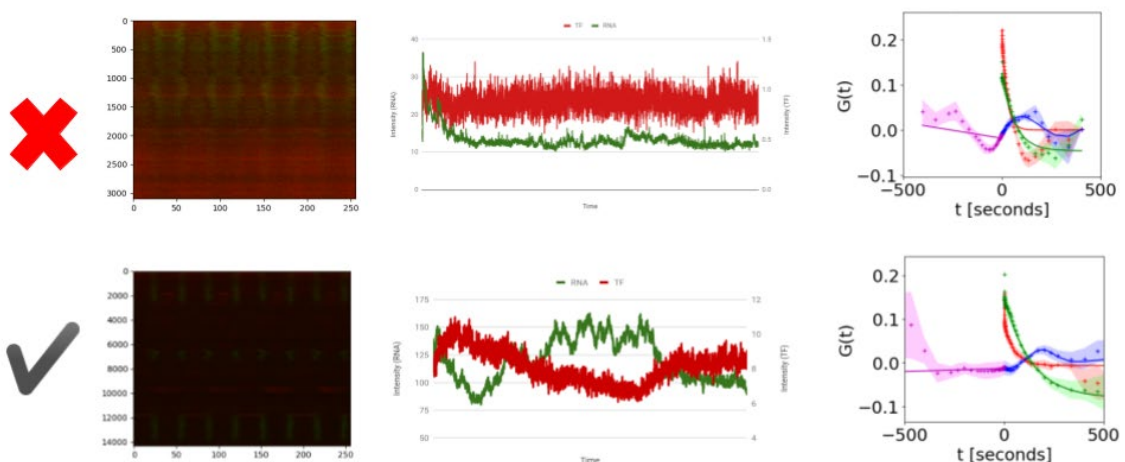 0
500
1000
1500
2000
2500
3000
0 50 100 150 200 250
TF RNA
40
30
20
10
0
Intensity (RNA)
1.5
1.0
0.5
0.0
Intensity (TF)
Time
G(t)
0.2
0.1
0.0
−0.1
−500 0 500
t [seconds]
0
2000
4000
6000
8000
10000
12000
14000
0 50 100 150 200 250
RNA TF
175
150
125
100
75
50
Intensity (RNA)
12
10
8
6
4
Intensity (TF)
Time
G(t)
0.2
0.1
0.0
−0.1
−500 0 500
t [seconds]